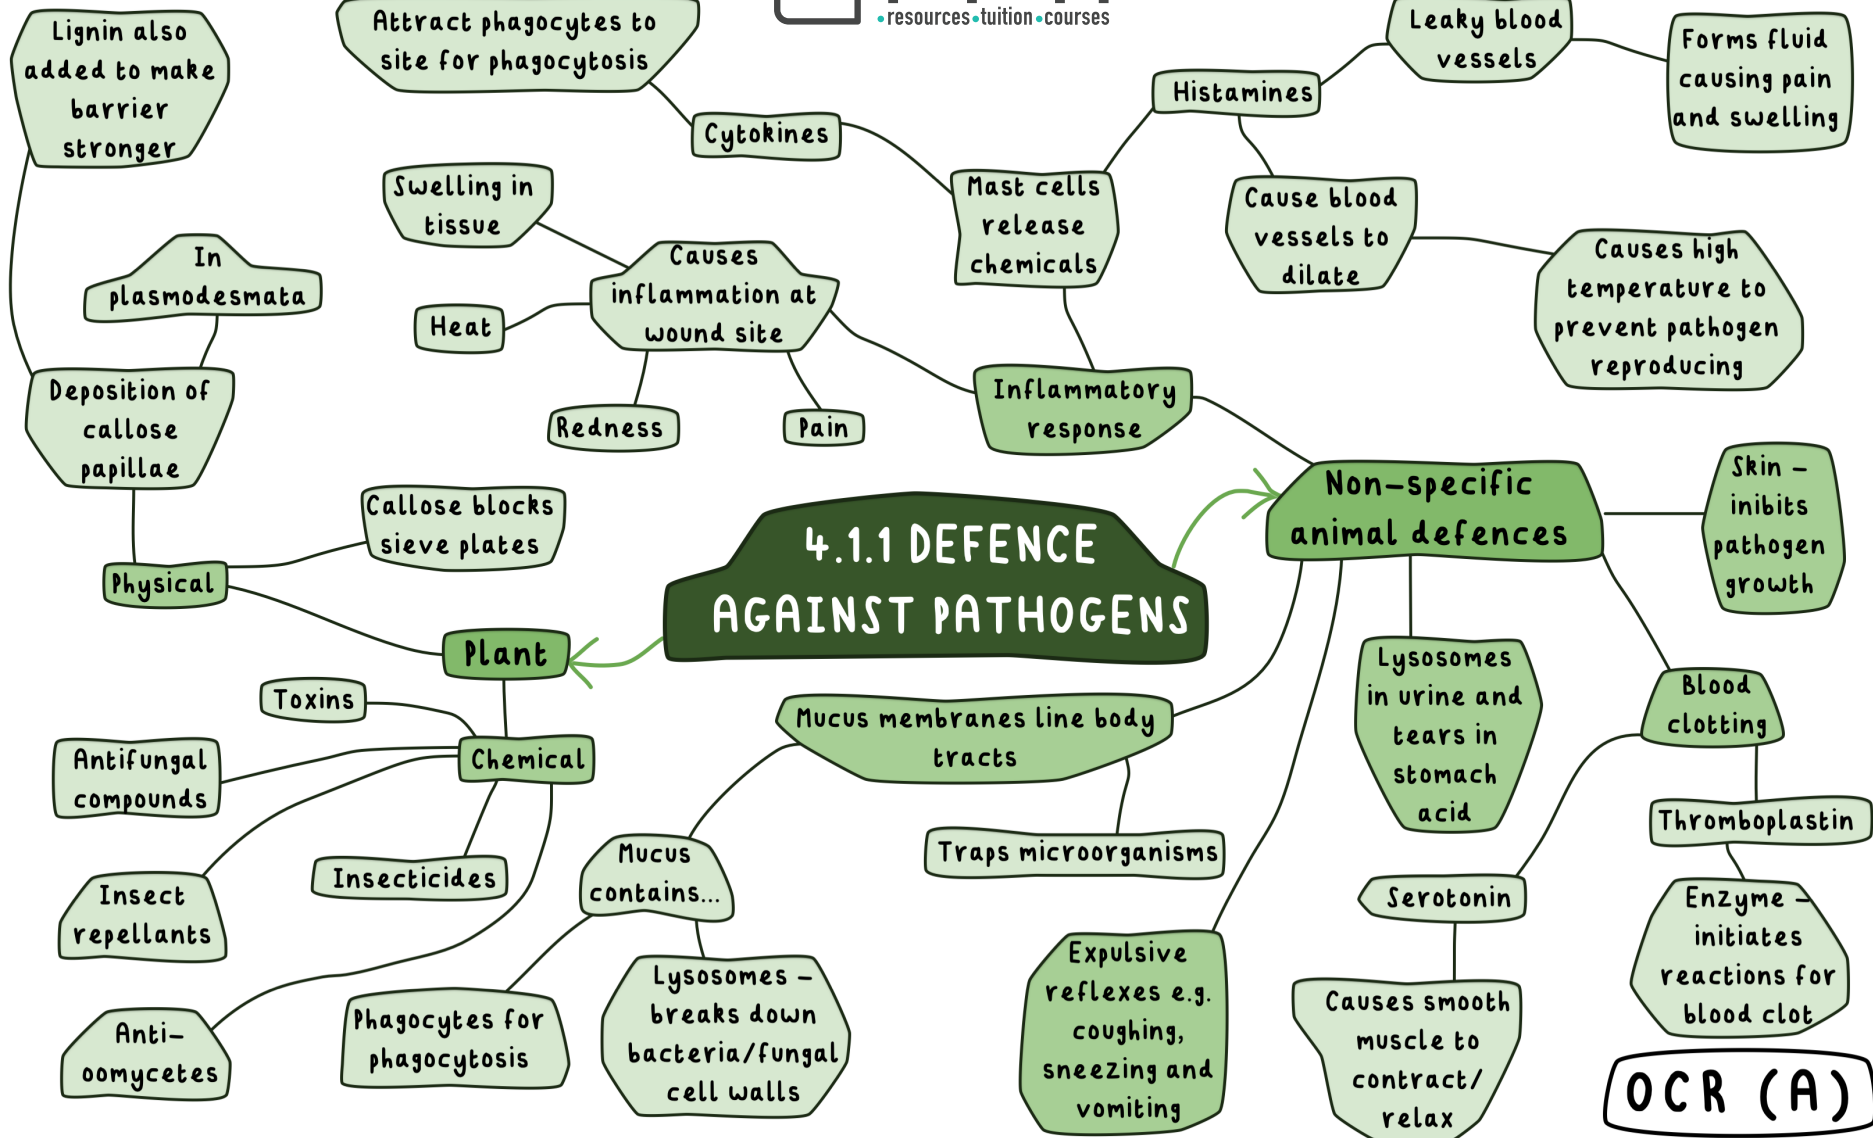 Lignin also
added to make
barrier
stronger
Attract phagocytes to
site for phagocytosis
•resources•tuition•courses
Leaky blood
vessels
Forms fluid
causing pain
and swelling
Histamines
Cytokines
Swelling in
tissue
Mast cells
release
chemicals
Cause blood
vessels to
dilate
Causes high
temperature to
prevent pathogen
reproducing
In
plasmodesmata
Causes
inflammation at
wound site
Heat
Redness
Pain
Inflammatory
response
Deposition of
callose
papillae
Callose blocks
sieve plates
Physical
Non-specific
animal defences
Skin -
inibits
pathogen
growth
4.1.1 DEFENCE
AGAINST PATHOGENS
Plant
Toxins
Chemical
Antifungal
compounds
Insect
repellants
Insecticides
Anti-
oomycetes
Mucus membranes line body
tracts
Traps microorganisms
Mucus
contains...
Phagocytes for
phagocytosis
Lysosomes -
breaks down
bacteria/fungal
cell walls
Expulsive
reflexes e.g.
coughing,
sneezing and
vomiting
Lysosomes
in urine and
tears in
stomach
acid
Blood
clotting
Thromboplastin
Serotonin
Enzyme -
initiates
reactions for
blood clot
Causes smooth
muscle to
contract/
relax
OCR (A)